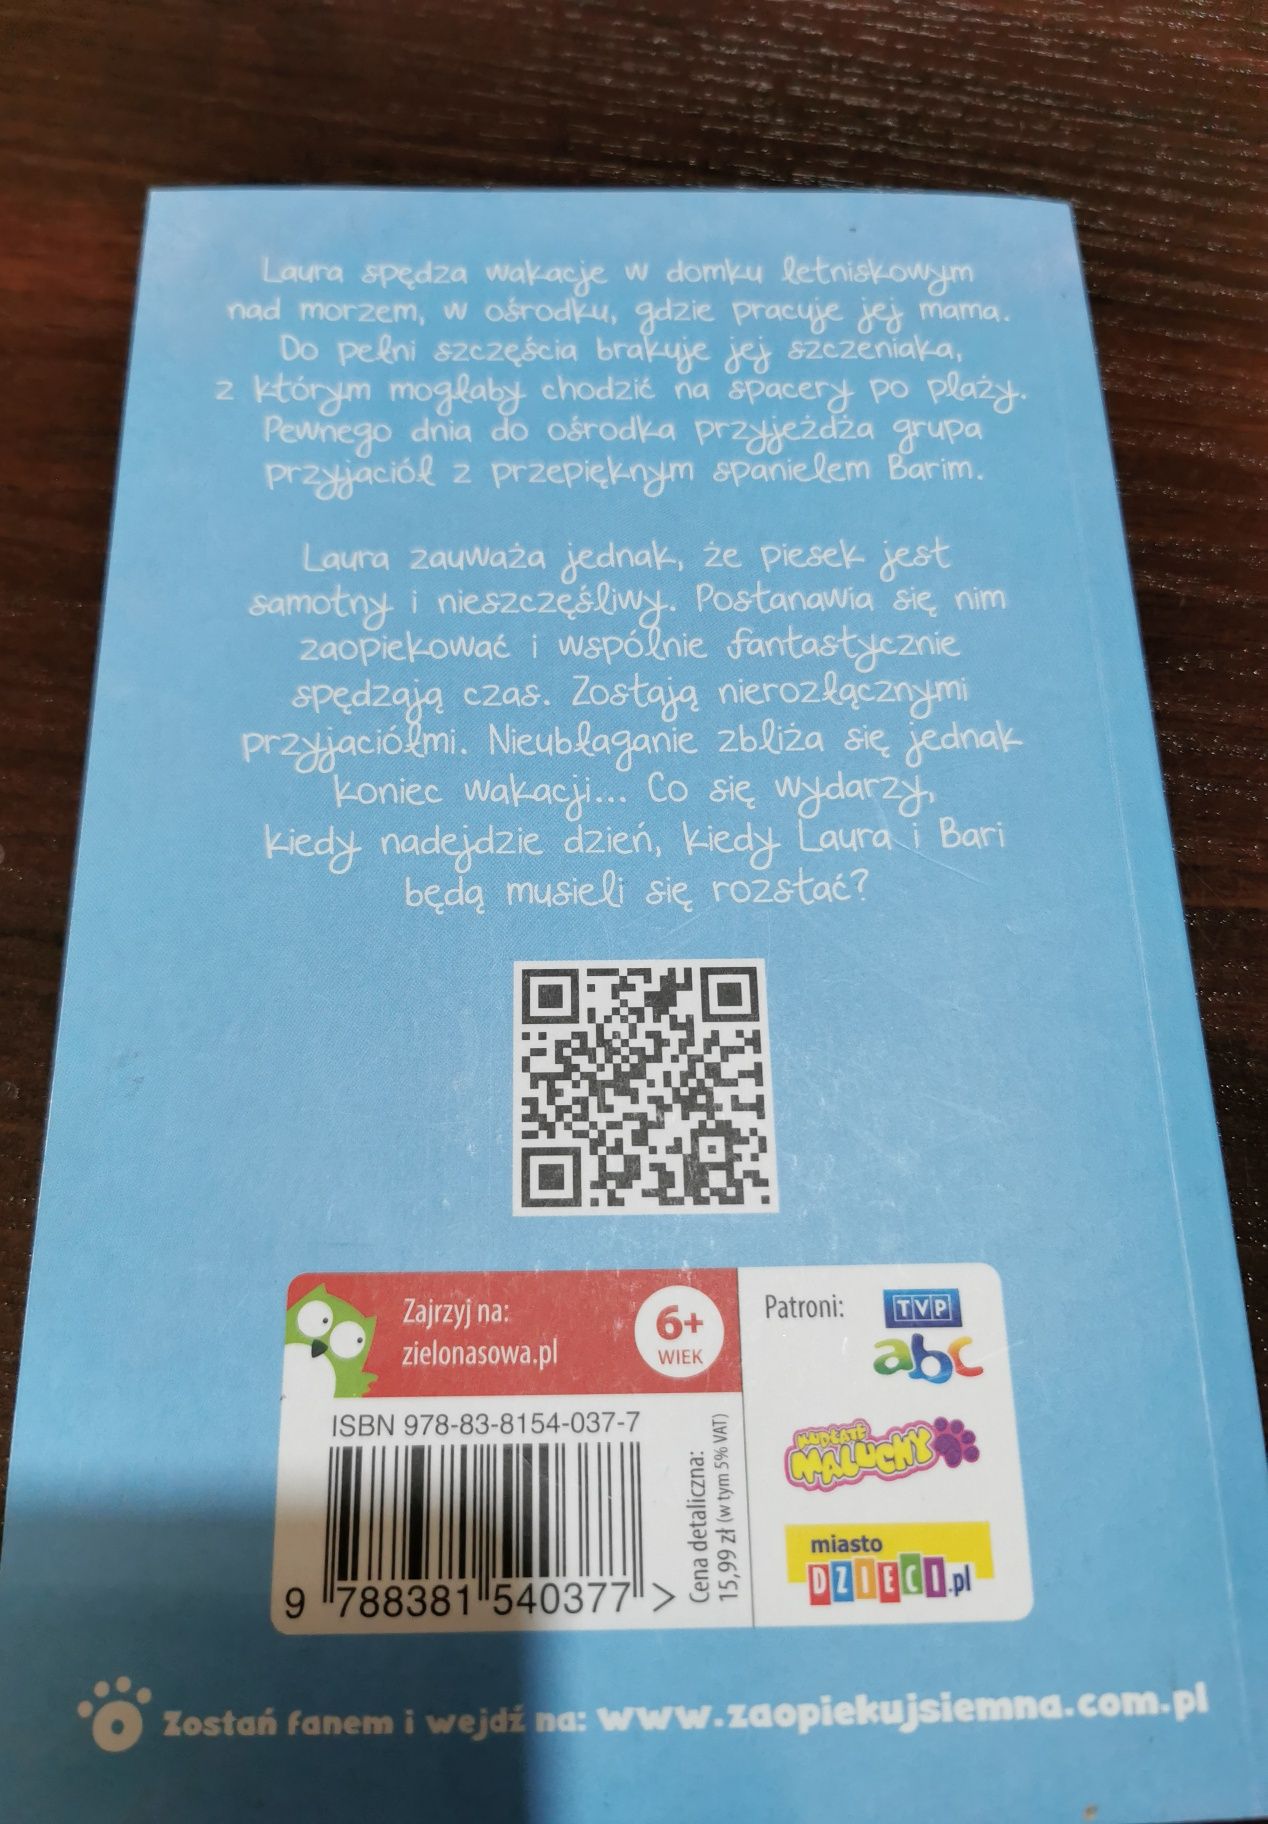 Laura spędza wakacje w domku letniskowym
nad morzem, w ośrodku, gdzie pracuje jej mama.
Do pełni szczęścia brakuje jej szczeniaka,
z którym mogłaby chodzić na spacery po plaży.
Pewnego dnia do ośrodka przyjeżdża grupa
przyjaciół z przepięknym spanielem Barim.
Laura zauważa jednak, że piesek jest
samotny i nieszczęśliwy. Postanawia się nim
zaopiekować i wspólnie fantastycznie
spędzają czas. Zostają nierozłącznymi
przyjaciółmi. Nieubłaganie zbliża się jednak
koniec wakacji... Co się wydarzy,
kiedy nadejdzie dzień, kiedy Laura i Bari
będą musieli się rozstać?
Zajrzyj na:
zielonasowa.pl
6+
WIEK
ISBN 978-83-8154-037-7
9 788381 540377 >
Cena detaliczna:
15,99 zł (w tym 5% VAT)
Patroni:
TVP
abc
KUDŁATE
MALUCHY
miasto
DZIECI.pl
Zostań fanem i wejdź na: www.zaopiekujsiemna.com.pl